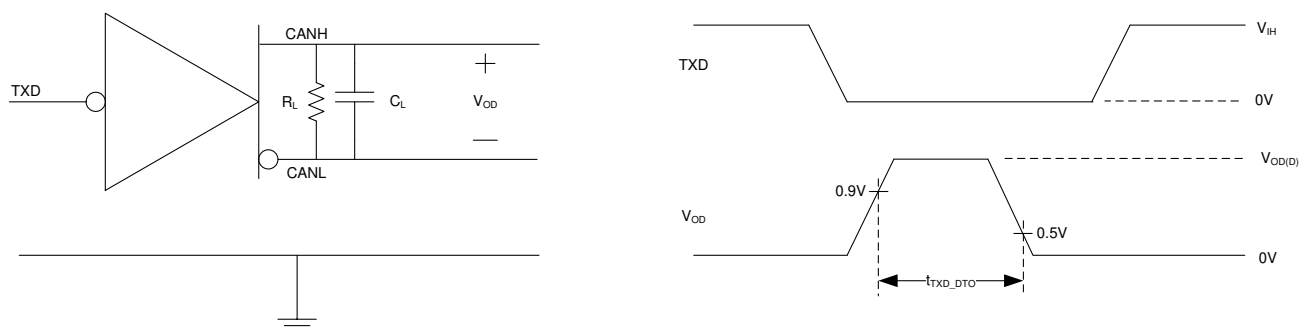 CANH
TXD
R_L
C_L
+
V_OD
—
CANL
V_IH
TXD
0V
V_OD(D)
0.9V
V_OD
0.5V
0V
t_TXD_DTO